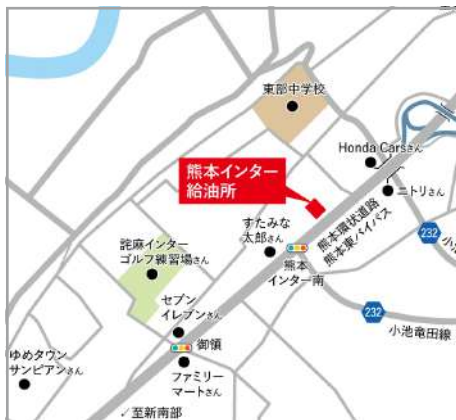 東部中学校
Honda Carsさん
ニトリさん
熊本インター
給油所
232
小池
すたみな
太郎さん
熊本環状道路
熊本東バイパス
熊本
インター南
詫麻インター
ゴルフ練習場さん
232
小池竜田線
セブン
イレブンさん
御領
ゆめタウン
サンピアンさん
ファミリー
マートさん
至新南部